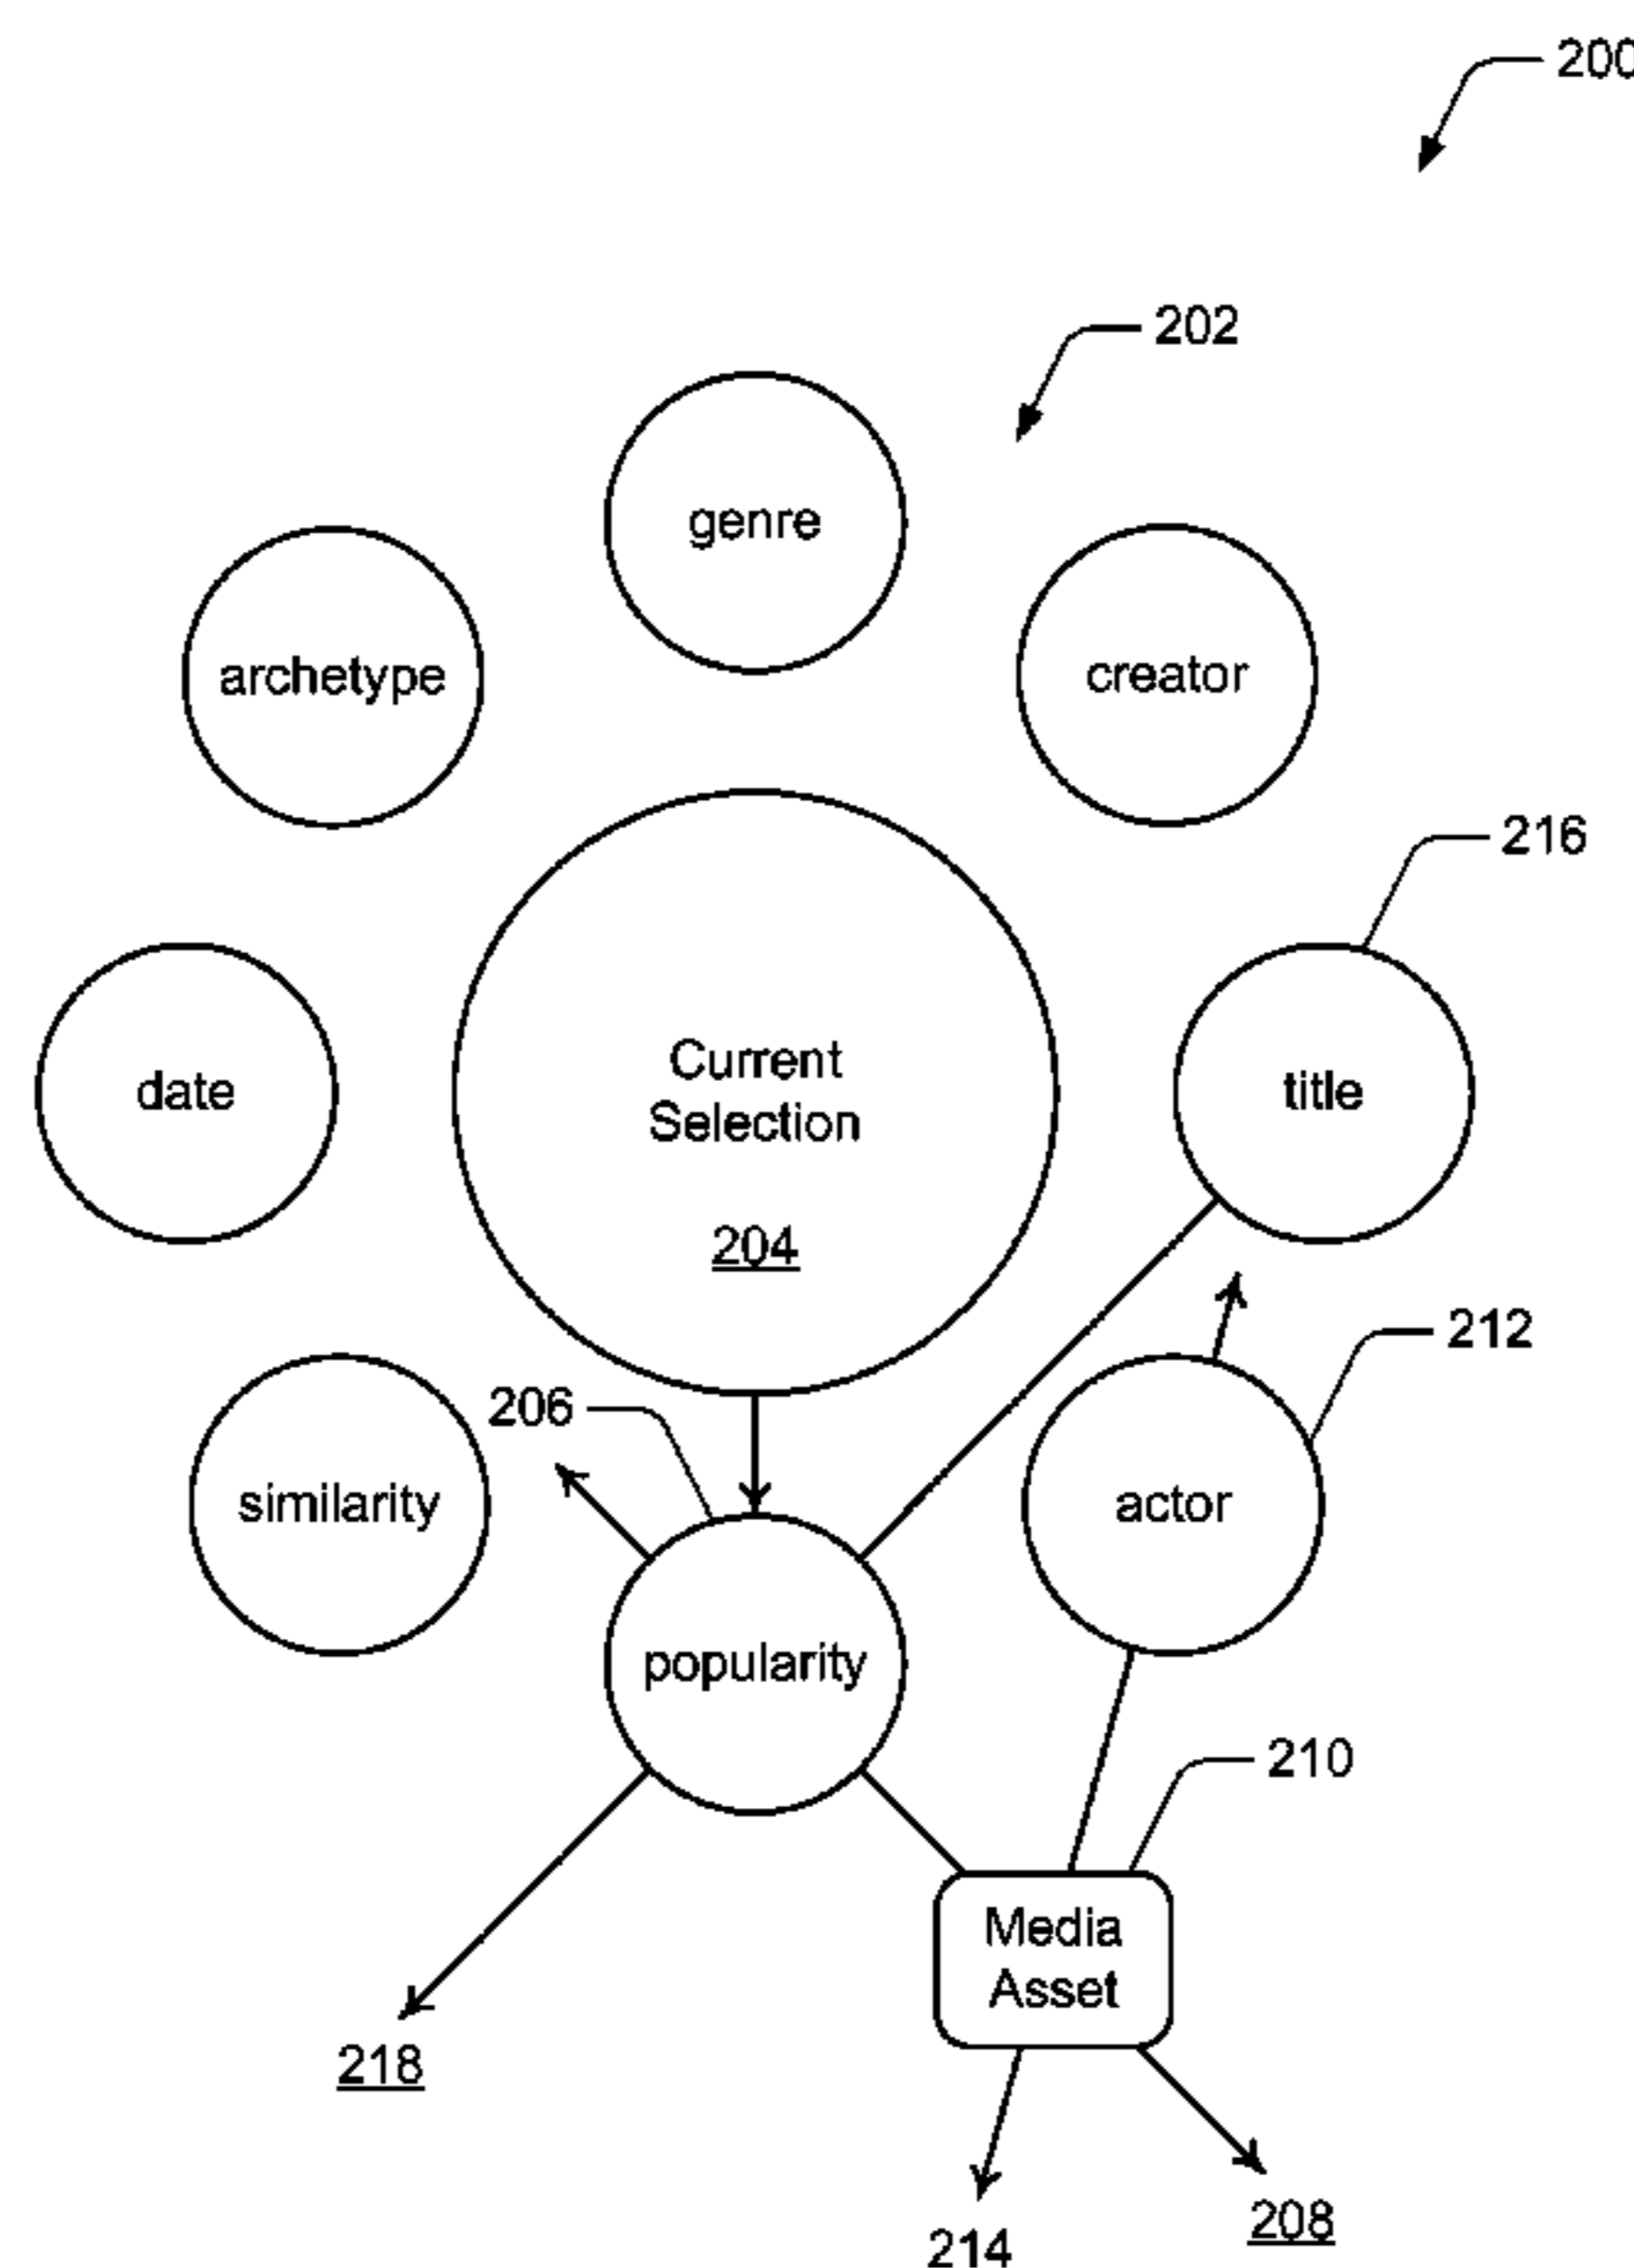 200
202
genre
archetype
creator
216
Current
Selection
204
date
title
212
206
similarity
actor
popularity
210
Media
Asset
218
208
214